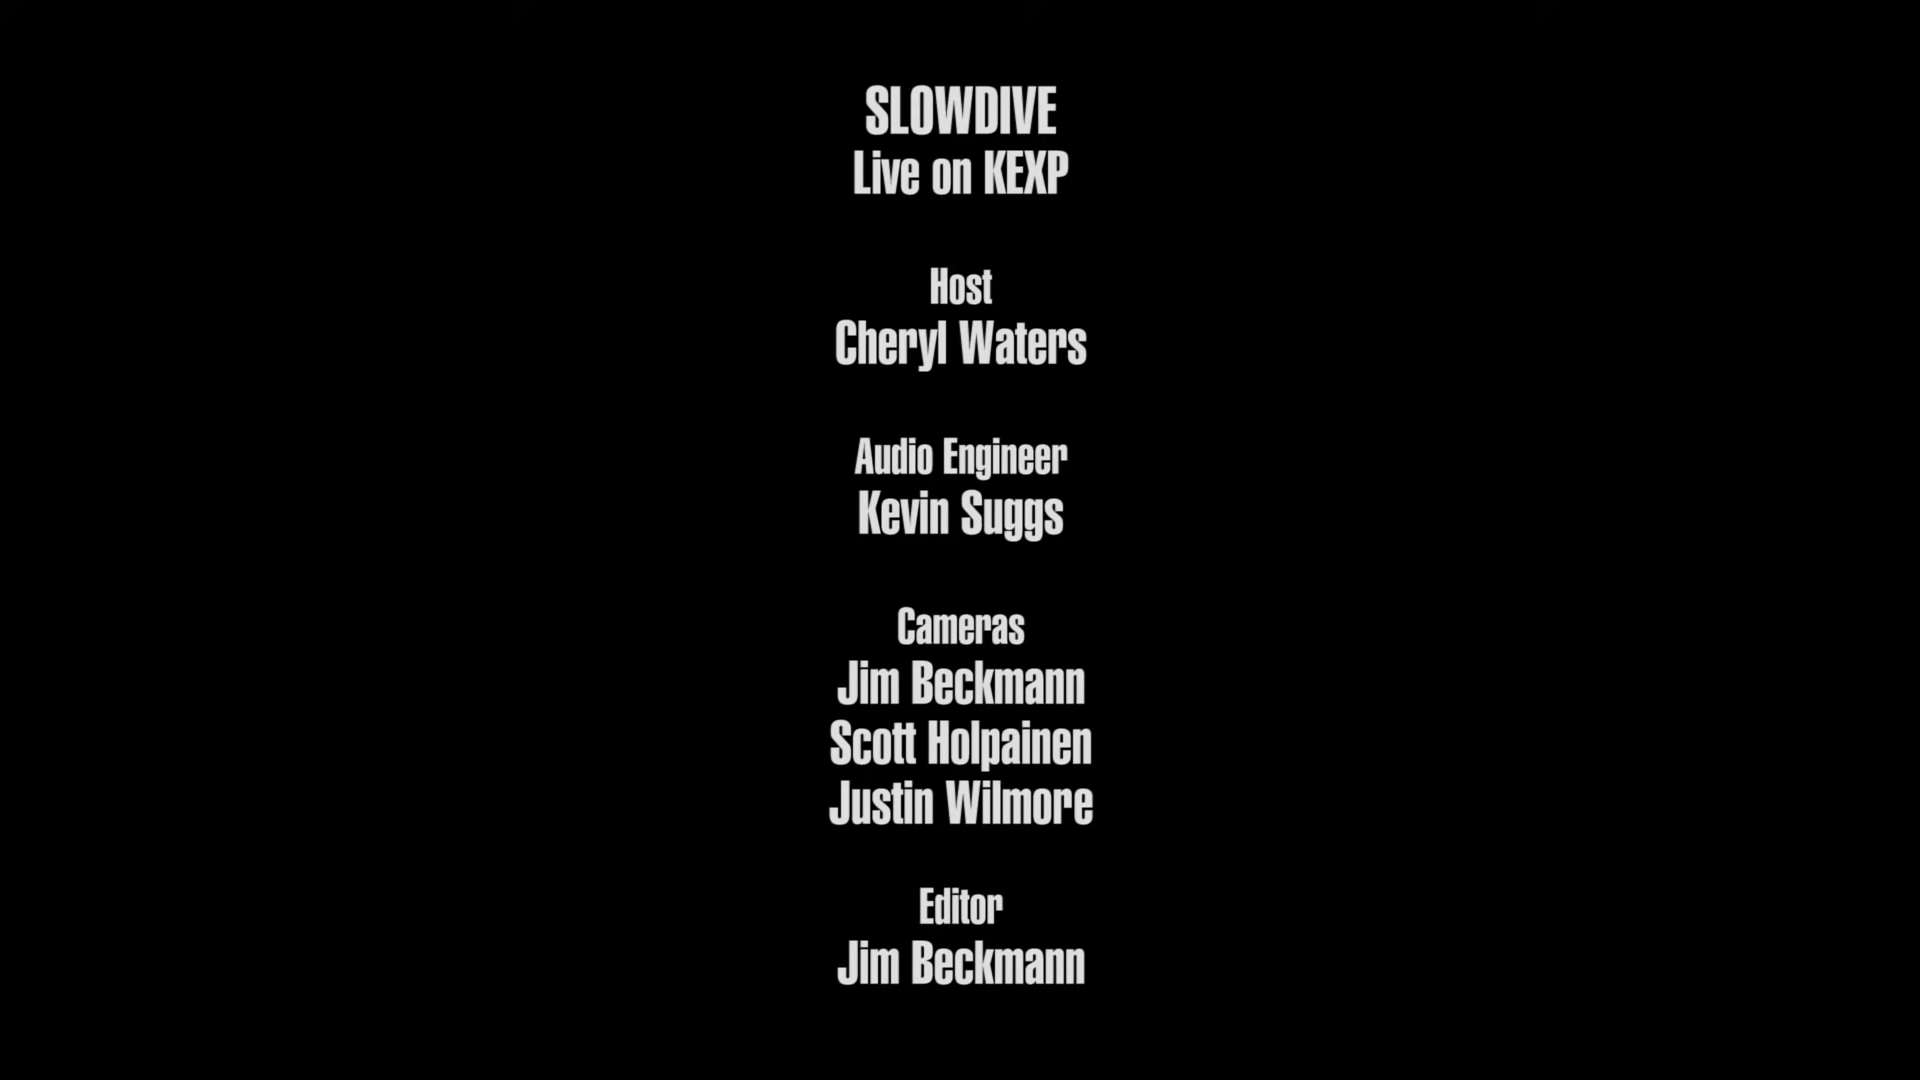 SLOWDIVE
Live on KEXP
Host
Cheryl Waters
Audio Engineer
Kevin Suggs
Cameras
Jim Beckmann
Scott Holpainen
Justin Wilmore
Editor
Jim Beckmann